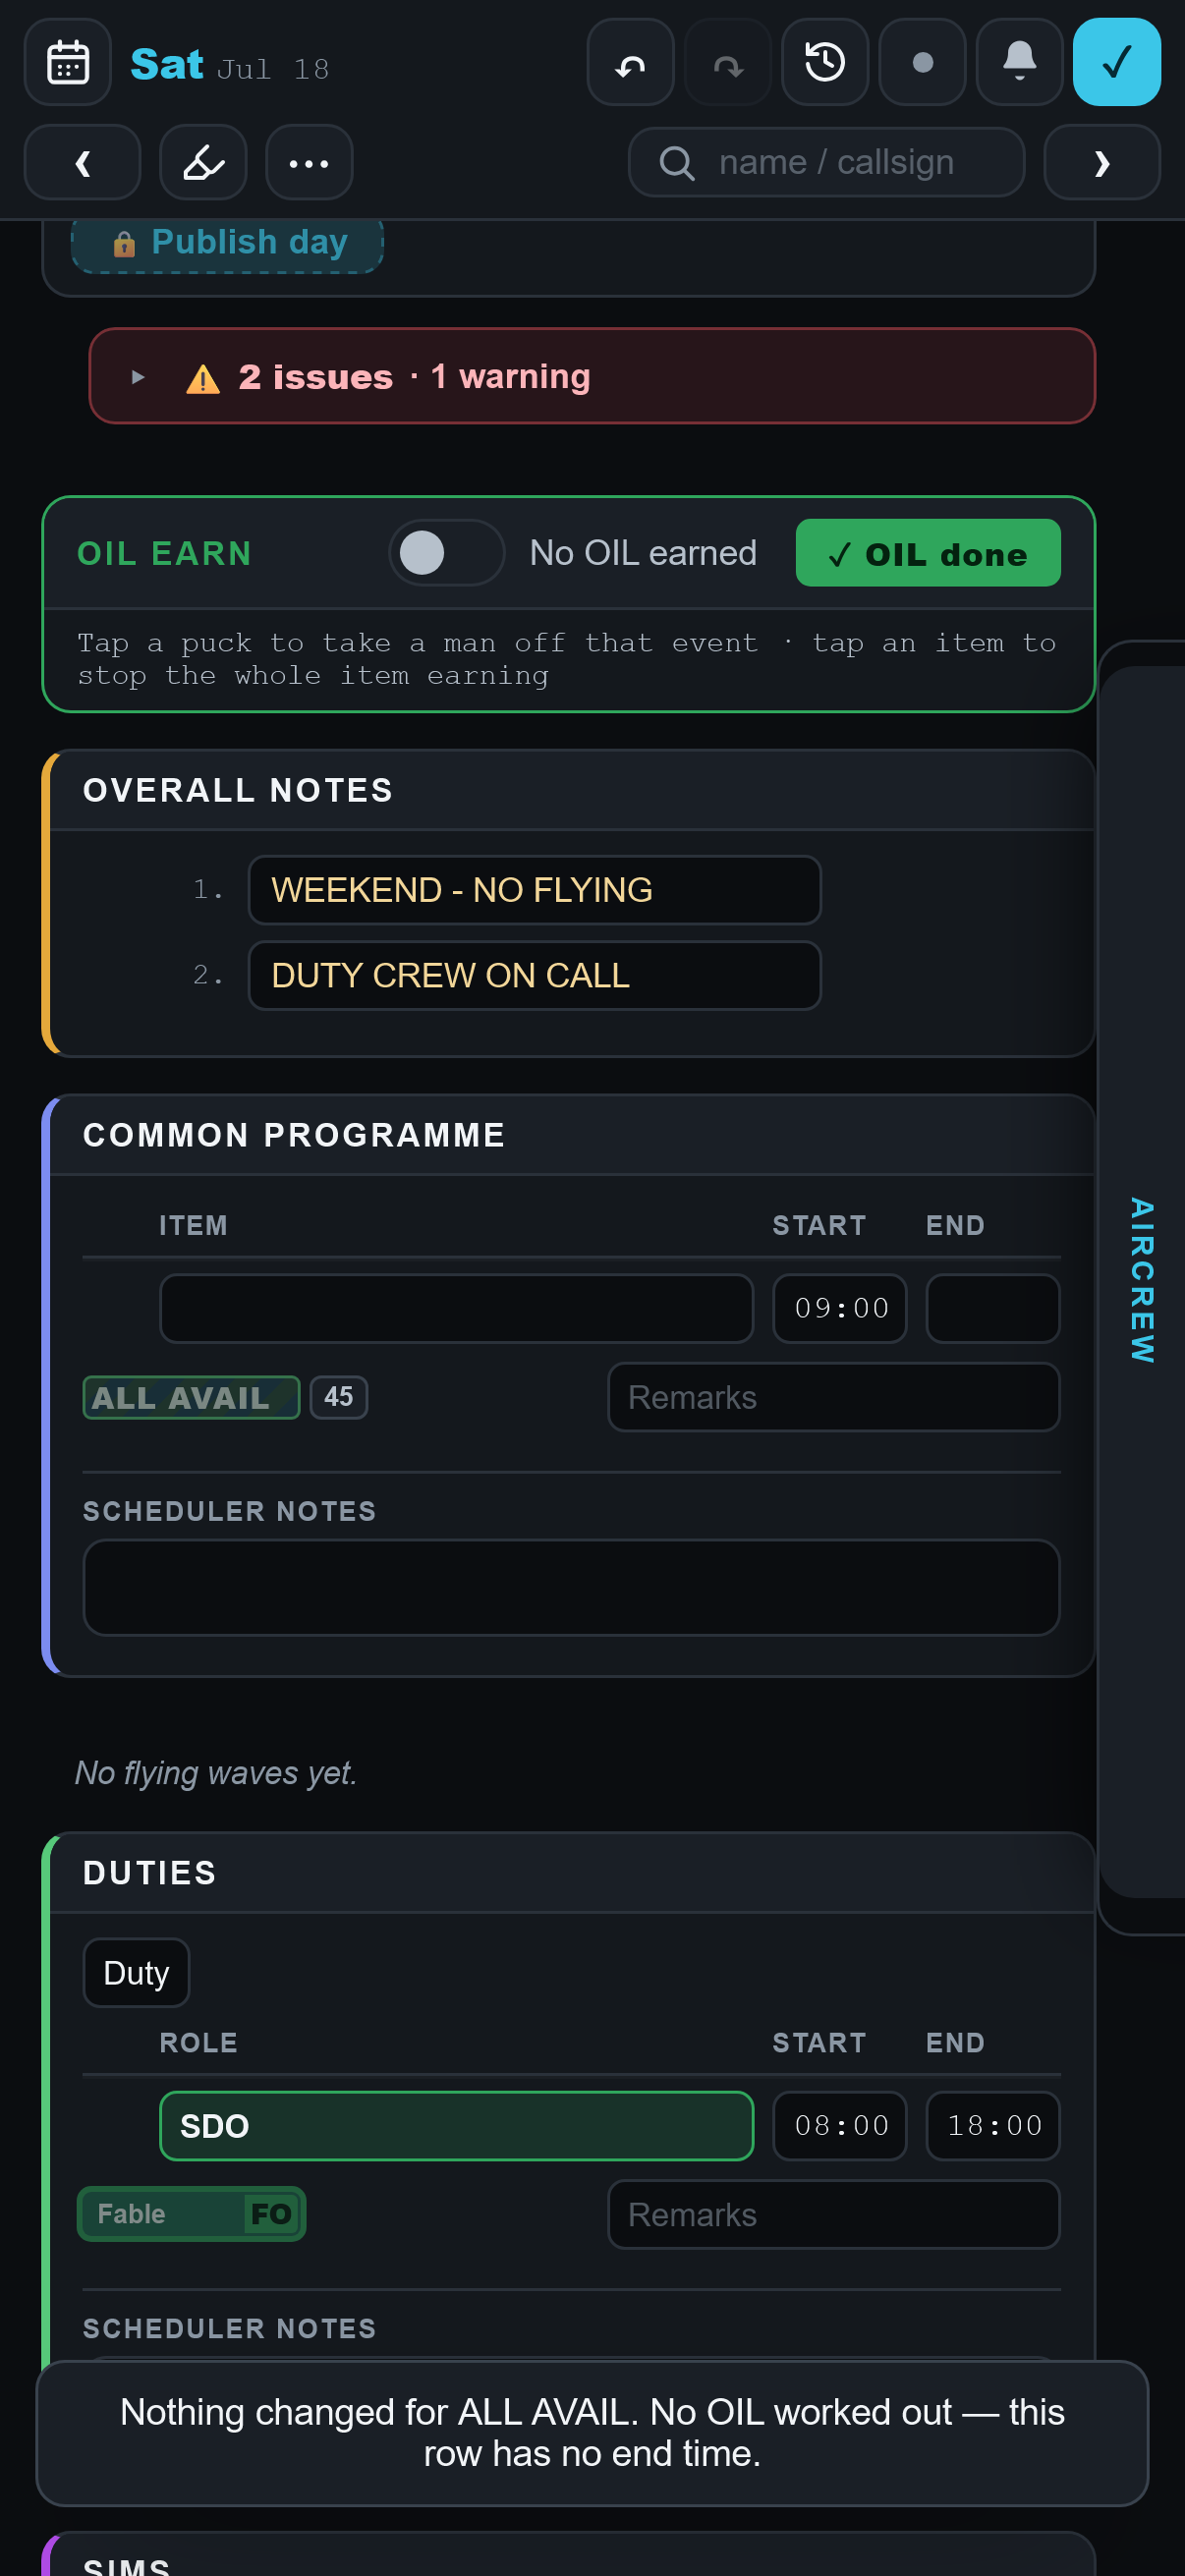 Sat Jul 18
name / callsign
Publish day
2 issues · 1 warning
OIL EARN
No OIL earned
✓ OIL done
Tap a puck to take a man off that event · tap an item to
stop the whole item earning
OVERALL NOTES
1. WEEKEND - NO FLYING
2. DUTY CREW ON CALL
COMMON PROGRAMME
ITEM START END
09:00
ALL AVAIL 45 Remarks
SCHEDULER NOTES
AIRCREW
No flying waves yet.
DUTIES
Duty
ROLE START END
SDO 08:00 18:00
Fable FO Remarks
SCHEDULER NOTES
Nothing changed for ALL AVAIL. No OIL worked out — this
row has no end time.
SIMS